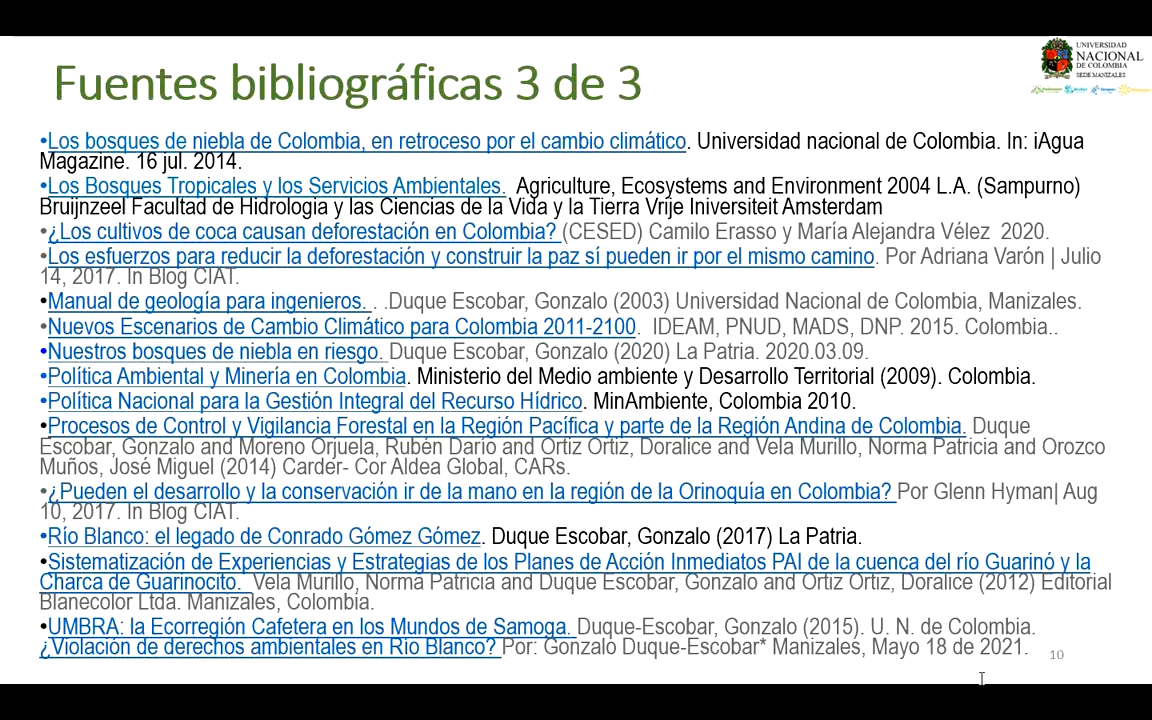 UNIVERSIDAD
NACIONAL
DE COLOMBIA
SEDE MANIZALES
Fuentes bibliográficas 3 de 3
•Los bosques de niebla de Colombia, en retroceso por el cambio climático. Universidad nacional de Colombia. In: iAgua
Magazine. 16 jul. 2014.
•Los Bosques Tropicales y los Servicios Ambientales. Agriculture, Ecosystems and Environment 2004 L.A. (Sampurno)
Bruijnzeel Facultad de Hidrologia y las Ciencias de la Vida y la Tierra Vrije Iniversiteit Amsterdam
•¿Los cultivos de coca causan deforestación en Colombia? (CESED) Camilo Erasso y María Alejandra Vélez 2020.
•Los esfuerzos para reducir la deforestación y construir la paz sí pueden ir por el mismo camino. Por Adriana Varón | Julio
14, 2017. In Blog CIAT.
•Manual de geología para ingenieros. . .Duque Escobar, Gonzalo (2003) Universidad Nacional de Colombia, Manizales.
•Nuevos Escenarios de Cambio Climático para Colombia 2011-2100. IDEAM, PNUD, MADS, DNP. 2015. Colombia..
•Nuestros bosques de niebla en riesgo. Duque Escobar, Gonzalo (2020) La Patria. 2020.03.09.
•Política Ambiental y Minería en Colombia. Ministerio del Medio ambiente y Desarrollo Territorial (2009). Colombia.
•Política Nacional para la Gestión Integral del Recurso Hídrico. MinAmbiente, Colombia 2010.
•Procesos de Control y Vigilancia Forestal en la Región Pacífica y parte de la Región Andina de Colombia. Duque
Escobar, Gonzalo and Moreno Orjuela, Rubén Darío and Ortiz Ortiz, Doralice and Vela Murillo, Norma Patricia and Orozco
Muños, José Miguel (2014) Carder- Cor Aldea Global, CARs.
•¿Pueden el desarrollo y la conservación ir de la mano en la región de la Orinoquía en Colombia? Por Glenn Hyman| Aug
10, 2017. In Blog CIAT.
•Río Blanco: el legado de Conrado Gómez Gómez. Duque Escobar, Gonzalo (2017) La Patria.
•Sistematización de Experiencias y Estrategias de los Planes de Acción Inmediatos PAI de la cuenca del río Guarinó y la
Charca de Guarinocito. Vela Murillo, Norma Patricia and Duque Escobar, Gonzalo and Ortiz Ortiz, Doralice (2012) Editorial
Blanecolor Ltda. Manizales, Colombia.
•UMBRA: la Ecorregión Cafetera en los Mundos de Samoga. Duque-Escobar, Gonzalo (2015). U. N. de Colombia.
¿Violación de derechos ambientales en Río Blanco? Por: Gonzalo Duque-Escobar* Manizales, Mayo 18 de 2021.
10